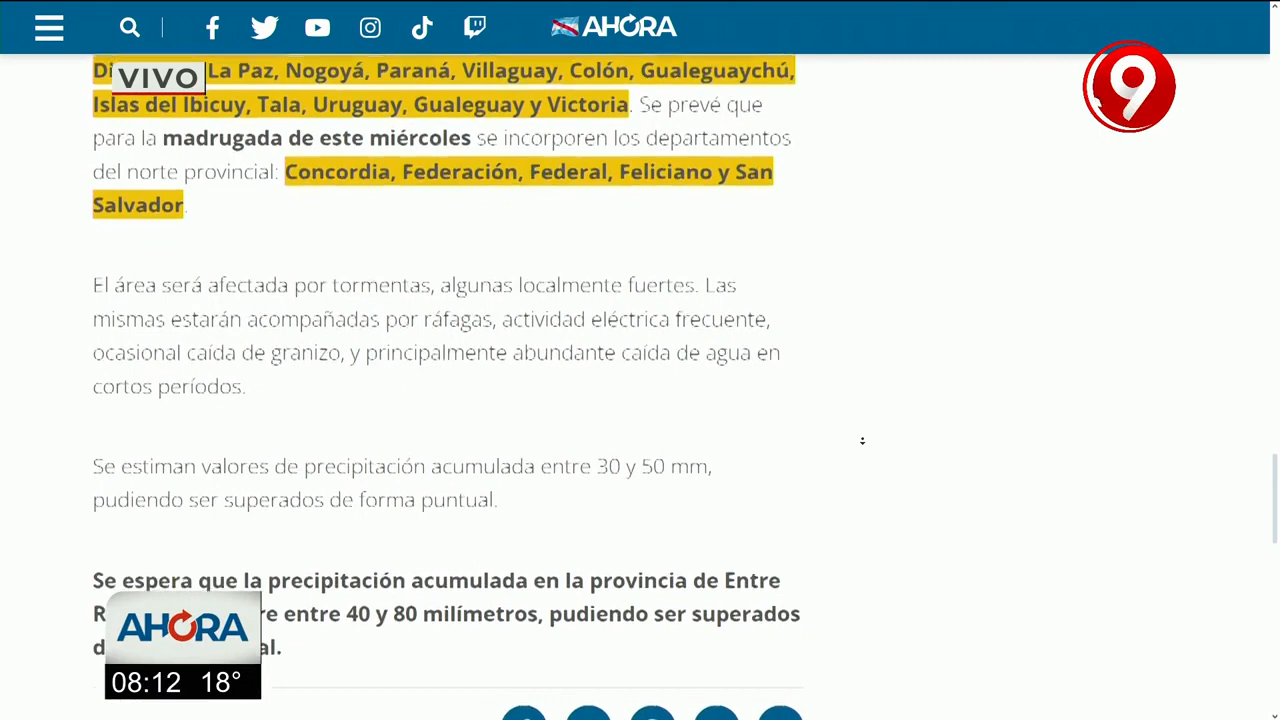 AHORA
9
VIVO
La Paz, Nogoyá, Paraná, Villaguay, Colón, Gualeguaychú,
Islas del Ibicuy, Tala, Uruguay, Gualeguay y Victoria. Se prevé que
para la madrugada de este miércoles se incorporen los departamentos
del norte provincial: Concordia, Federación, Federal, Feliciano y San
Salvador.
El área será afectada por tormentas, algunas localmente fuertes. Las
mismas estarán acompañadas por ráfagas, actividad eléctrica frecuente,
ocasional caída de granizo, y principalmente abundante caída de agua en
cortos períodos.
Se estiman valores de precipitación acumulada entre 30 y 50 mm,
pudiendo ser superados de forma puntual.
Se espera que la precipitación acumulada en la provincia de Entre
entre 40 y 80 milímetros, pudiendo ser superados
AHORA
08:12 18°